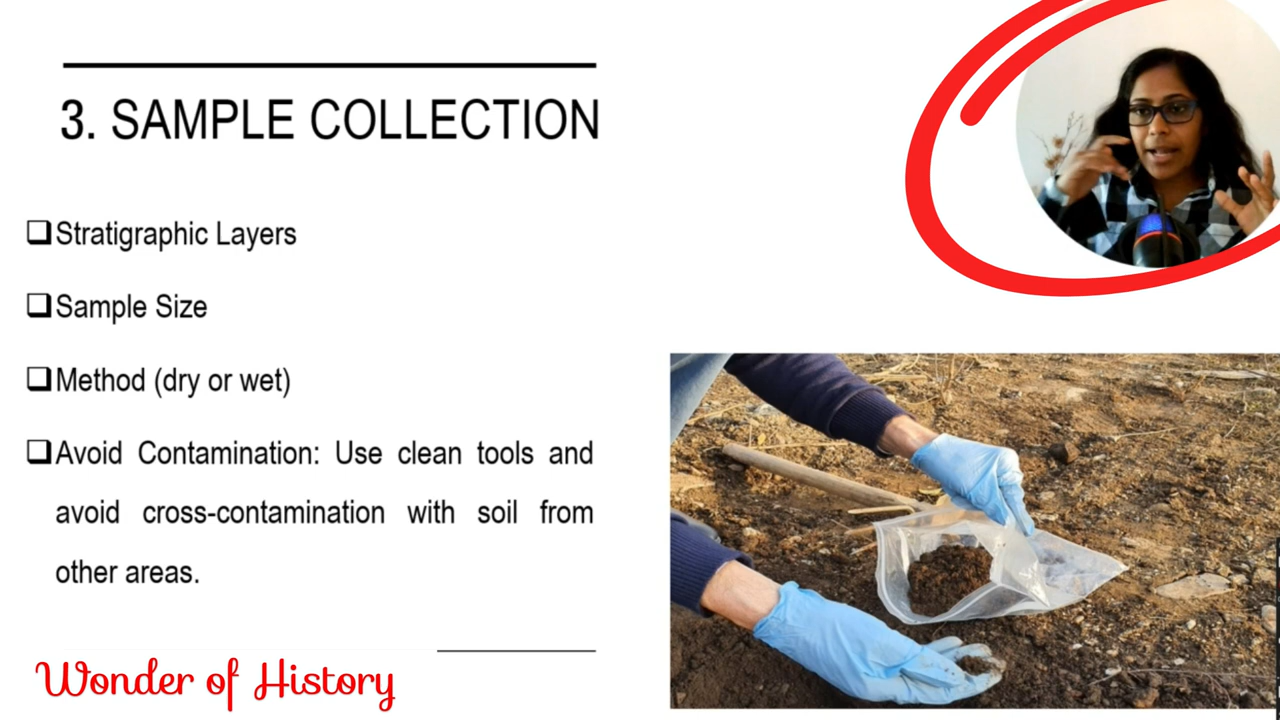 3. SAMPLE COLLECTION
❑Stratigraphic Layers
❑Sample Size
❑Method (dry or wet)
❑Avoid Contamination: Use clean tools and
avoid cross-contamination with soil from
other areas.
Wonder of History